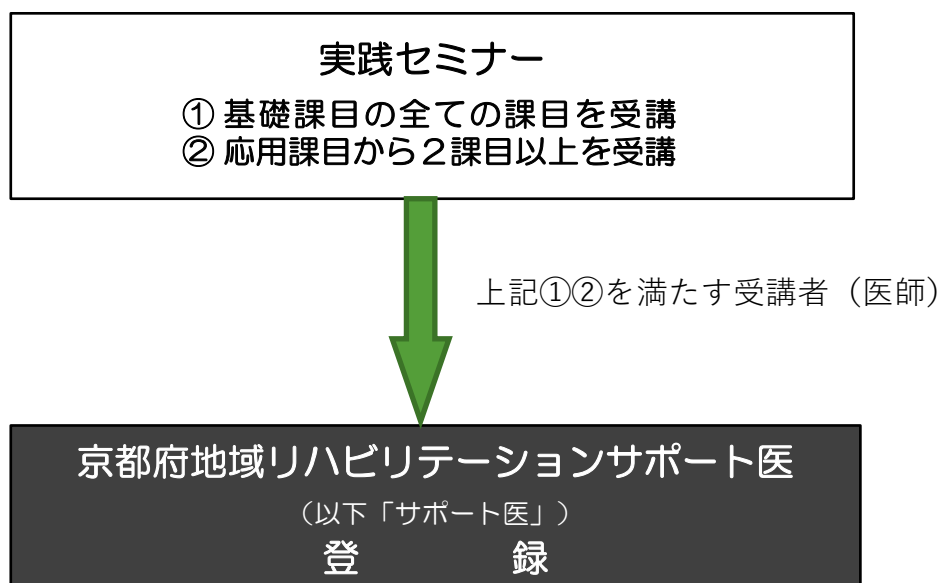 実践セミナー
① 基礎課目の全ての課目を受講
② 応用課目から２課目以上を受講
上記①②を満たす受講者（医師）
京都府地域リハビリテーションサポート医
（以下「サポート医」）
登　　　　録